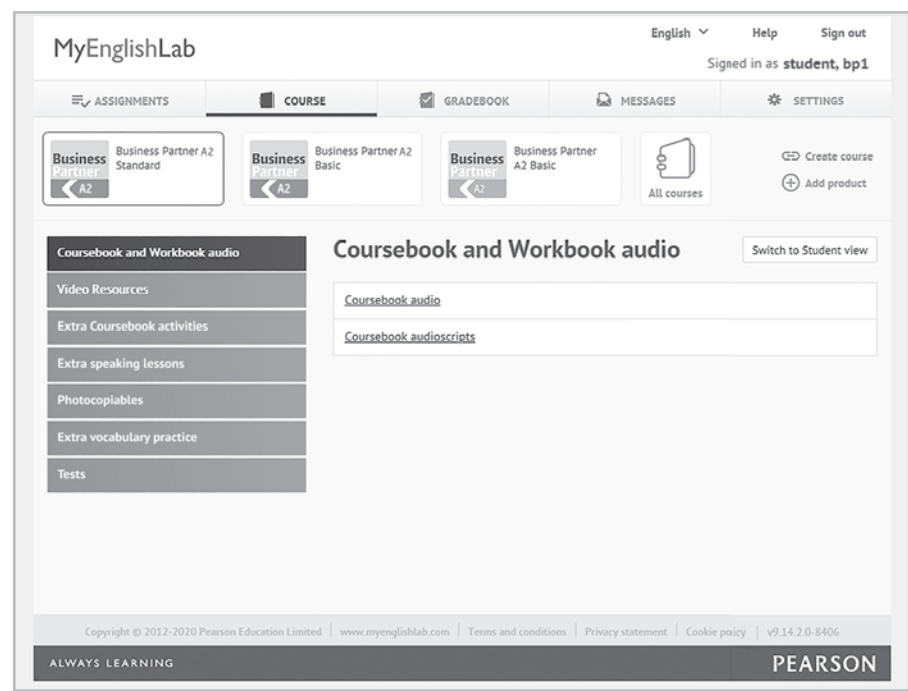 MyEnglishLab
English Help Sign out
Signed in as student, bp1
ASSIGNMENTS COURSE GRADEBOOK MESSAGES SETTINGS
Business Partner A2
Business Partner A2
Standard
Business Partner A2
Business Partner A2
Basic
Business Partner A2
Business Partner
A2 Basic
All courses
Create course
Add product
Coursebook and Workbook audio
Video Resources
Extra Coursebook activities
Extra speaking lessons
Photocopiables
Extra vocabulary practice
Tests
Coursebook and Workbook audio
Switch to Student view
Coursebook audio
Coursebook audioscripts
Copyright © 2012-2020 Pearson Education Limited | www.myenglishlab.com | Terms and conditions | Privacy statement | Cookie paicy | v9.14.2.0-8406
ALWAYS LEARNING
PEARSON